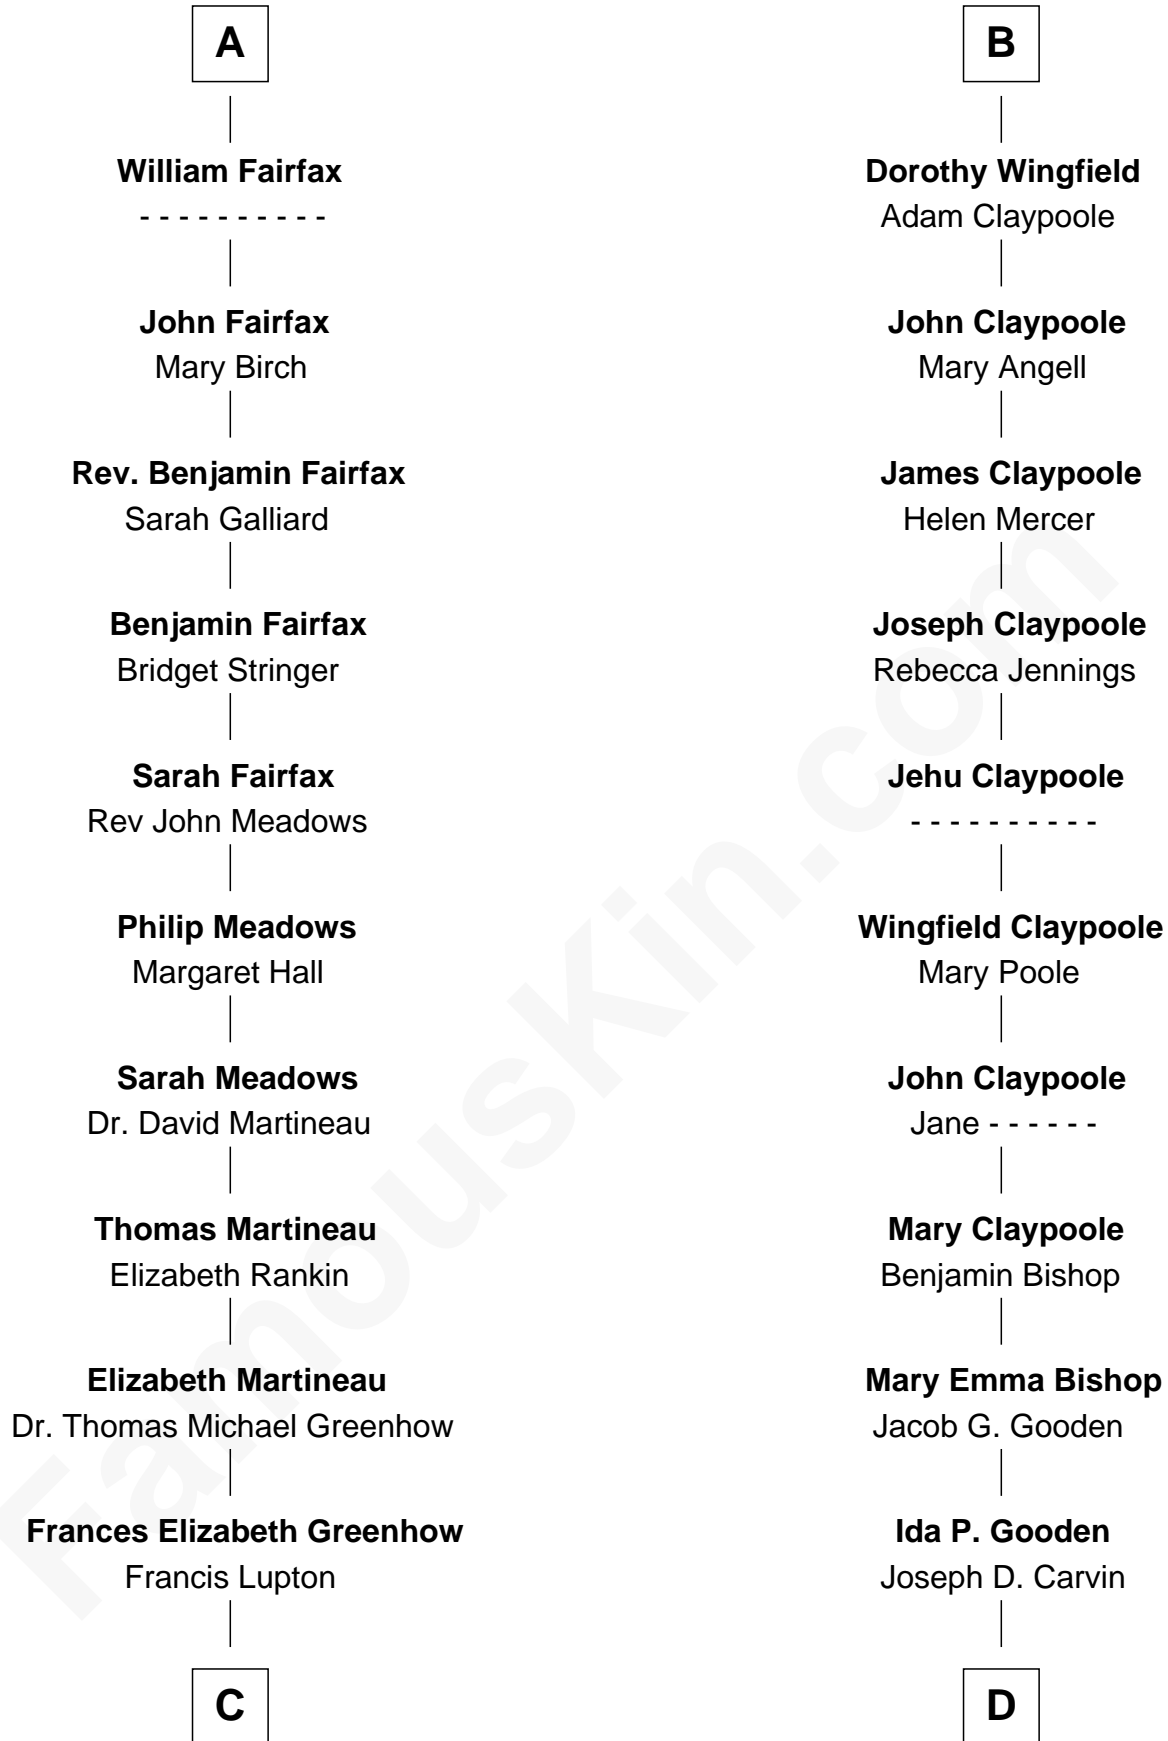 A
William Fairfax
- - - - - - - - - -
John Fairfax
Mary Birch
Rev. Benjamin Fairfax
Sarah Galliard
Benjamin Fairfax
Bridget Stringer
Sarah Fairfax
Rev John Meadows
Philip Meadows
Margaret Hall
Sarah Meadows
Dr. David Martineau
Thomas Martineau
Elizabeth Rankin
Elizabeth Martineau
Dr. Thomas Michael Greenhow
Frances Elizabeth Greenhow
Francis Lupton
C
B
Dorothy Wingfield
Adam Claypoole
John Claypoole
Mary Angell
James Claypoole
Helen Mercer
Joseph Claypoole
Rebecca Jennings
Jehu Claypoole
- - - - - - - - - -
Wingfield Claypoole
Mary Poole
John Claypoole
Jane - - - - - -
Mary Claypoole
Benjamin Bishop
Mary Emma Bishop
Jacob G. Gooden
Ida P. Gooden
Joseph D. Carvin
D
FamousKin.com